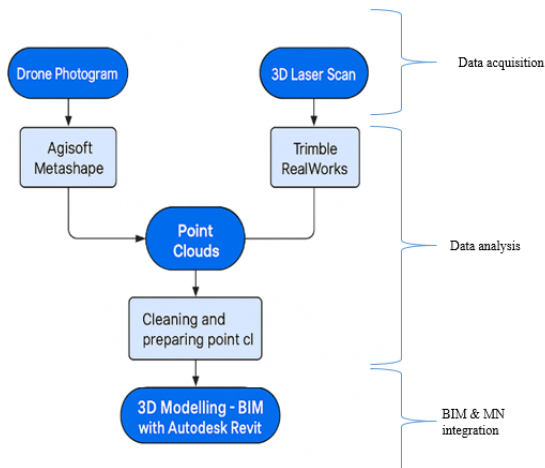 Drone Photogram
3D Laser Scan
Data acquisition
Agisoft
Metashape
Trimble
RealWorks
Point
Clouds
Data analysis
Cleaning and
preparing point cl
3D Modelling - BIM
with Autodesk Revit
BIM & MN
integration